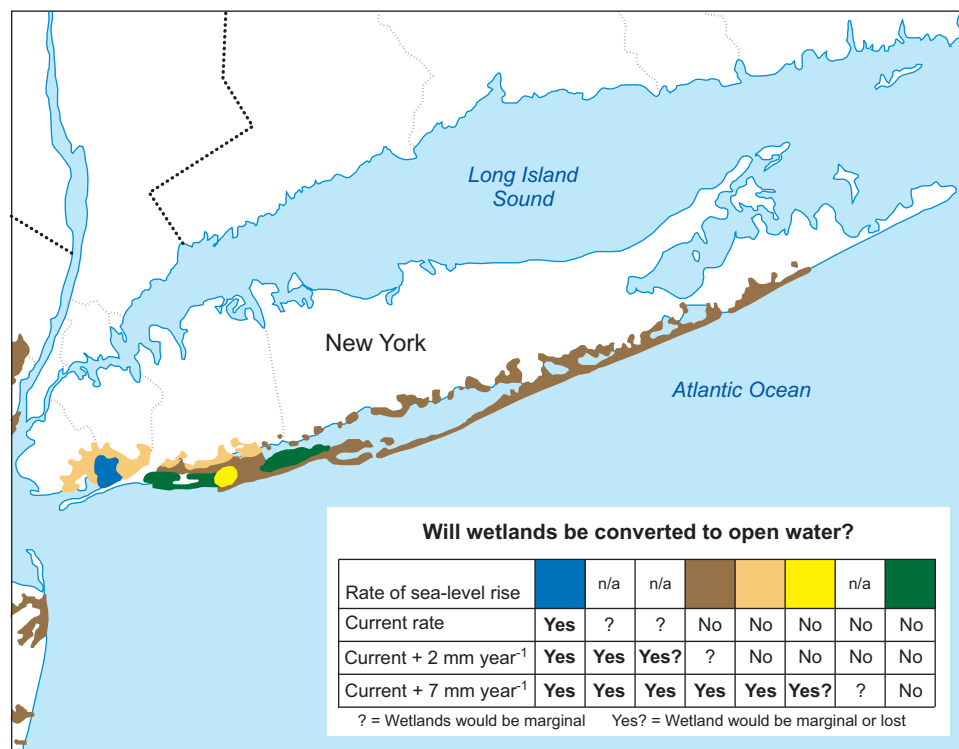 Long Island
Sound
New York
Atlantic Ocean
Will wetlands be converted to open water?
Rate of sea-level rise n/a n/a n/a
Current rate Yes ? ? No No No No No
Current + 2 mm year-1 Yes Yes Yes? ? No No No No
Current + 7 mm year-1 Yes Yes Yes Yes Yes Yes? ? No
? = Wetlands would be marginal Yes? = Wetland would be marginal or lost